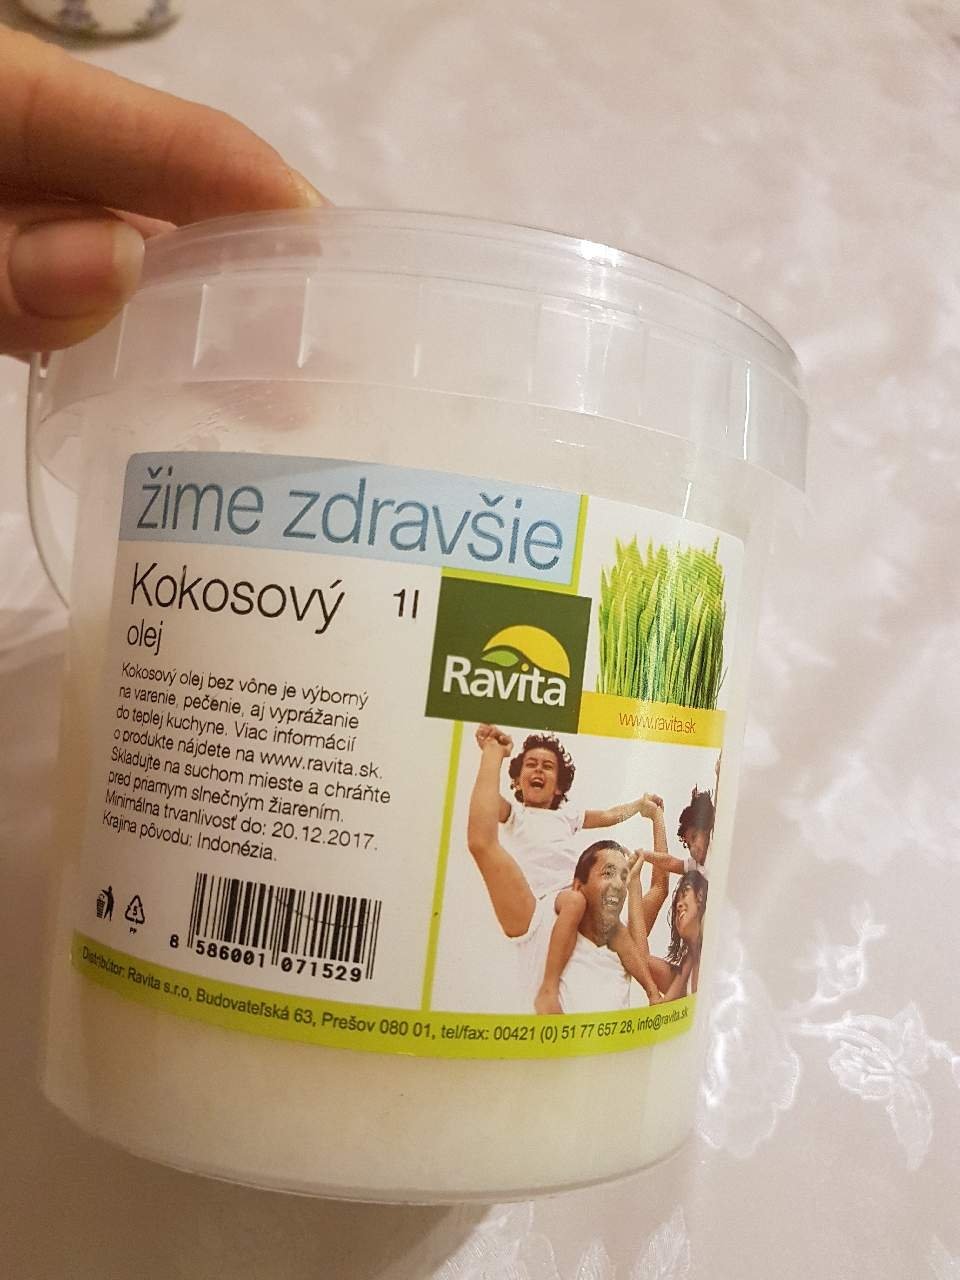 žime zdravšie
Kokosový 1l
olej
Kokosový olej bez vône je výborný
na varenie, pečenie, aj vyprážanie
do teplej kuchyne. Viac informácií
o produkte nájdete na www.ravita.sk.
Skladujte na suchom mieste a chráňte
pred priamym slnečným žiarením.
Minimálna trvanlivosť do: 20.12.2017.
Krajina pôvodu: Indonézia.
Ravita
www.ravita.sk
5
PP
8 586001 071529
Distribútor: Ravita s.r.o, Budovateľská 63, Prešov 080 01, tel/fax: 00421 (0) 51 77 657 28, info@ravita.sk